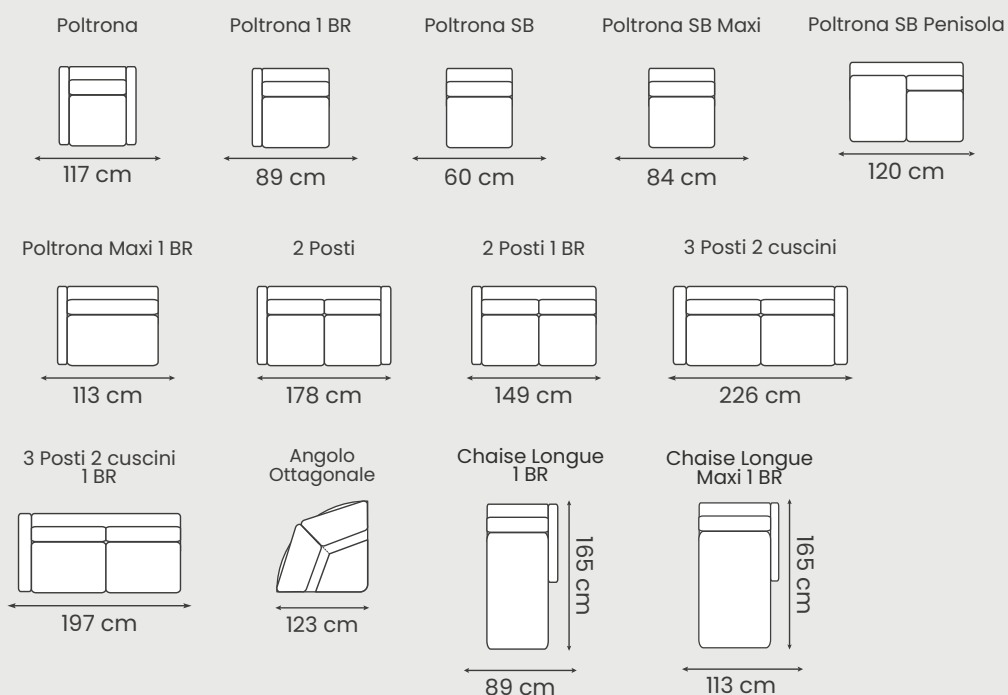 Poltrona
Poltrona 1 BR
Poltrona SB
Poltrona SB Maxi
Poltrona SB Penisola
117 cm
89 cm
60 cm
84 cm
120 cm
Poltrona Maxi 1 BR
2 Posti
2 Posti 1 BR
3 Posti 2 cuscini
113 cm
178 cm
149 cm
226 cm
3 Posti 2 cuscini
1 BR
Angolo
Ottagonale
Chaise Longue
1 BR
Chaise Longue
Maxi 1 BR
197 cm
123 cm
165 cm
89 cm
165 cm
113 cm